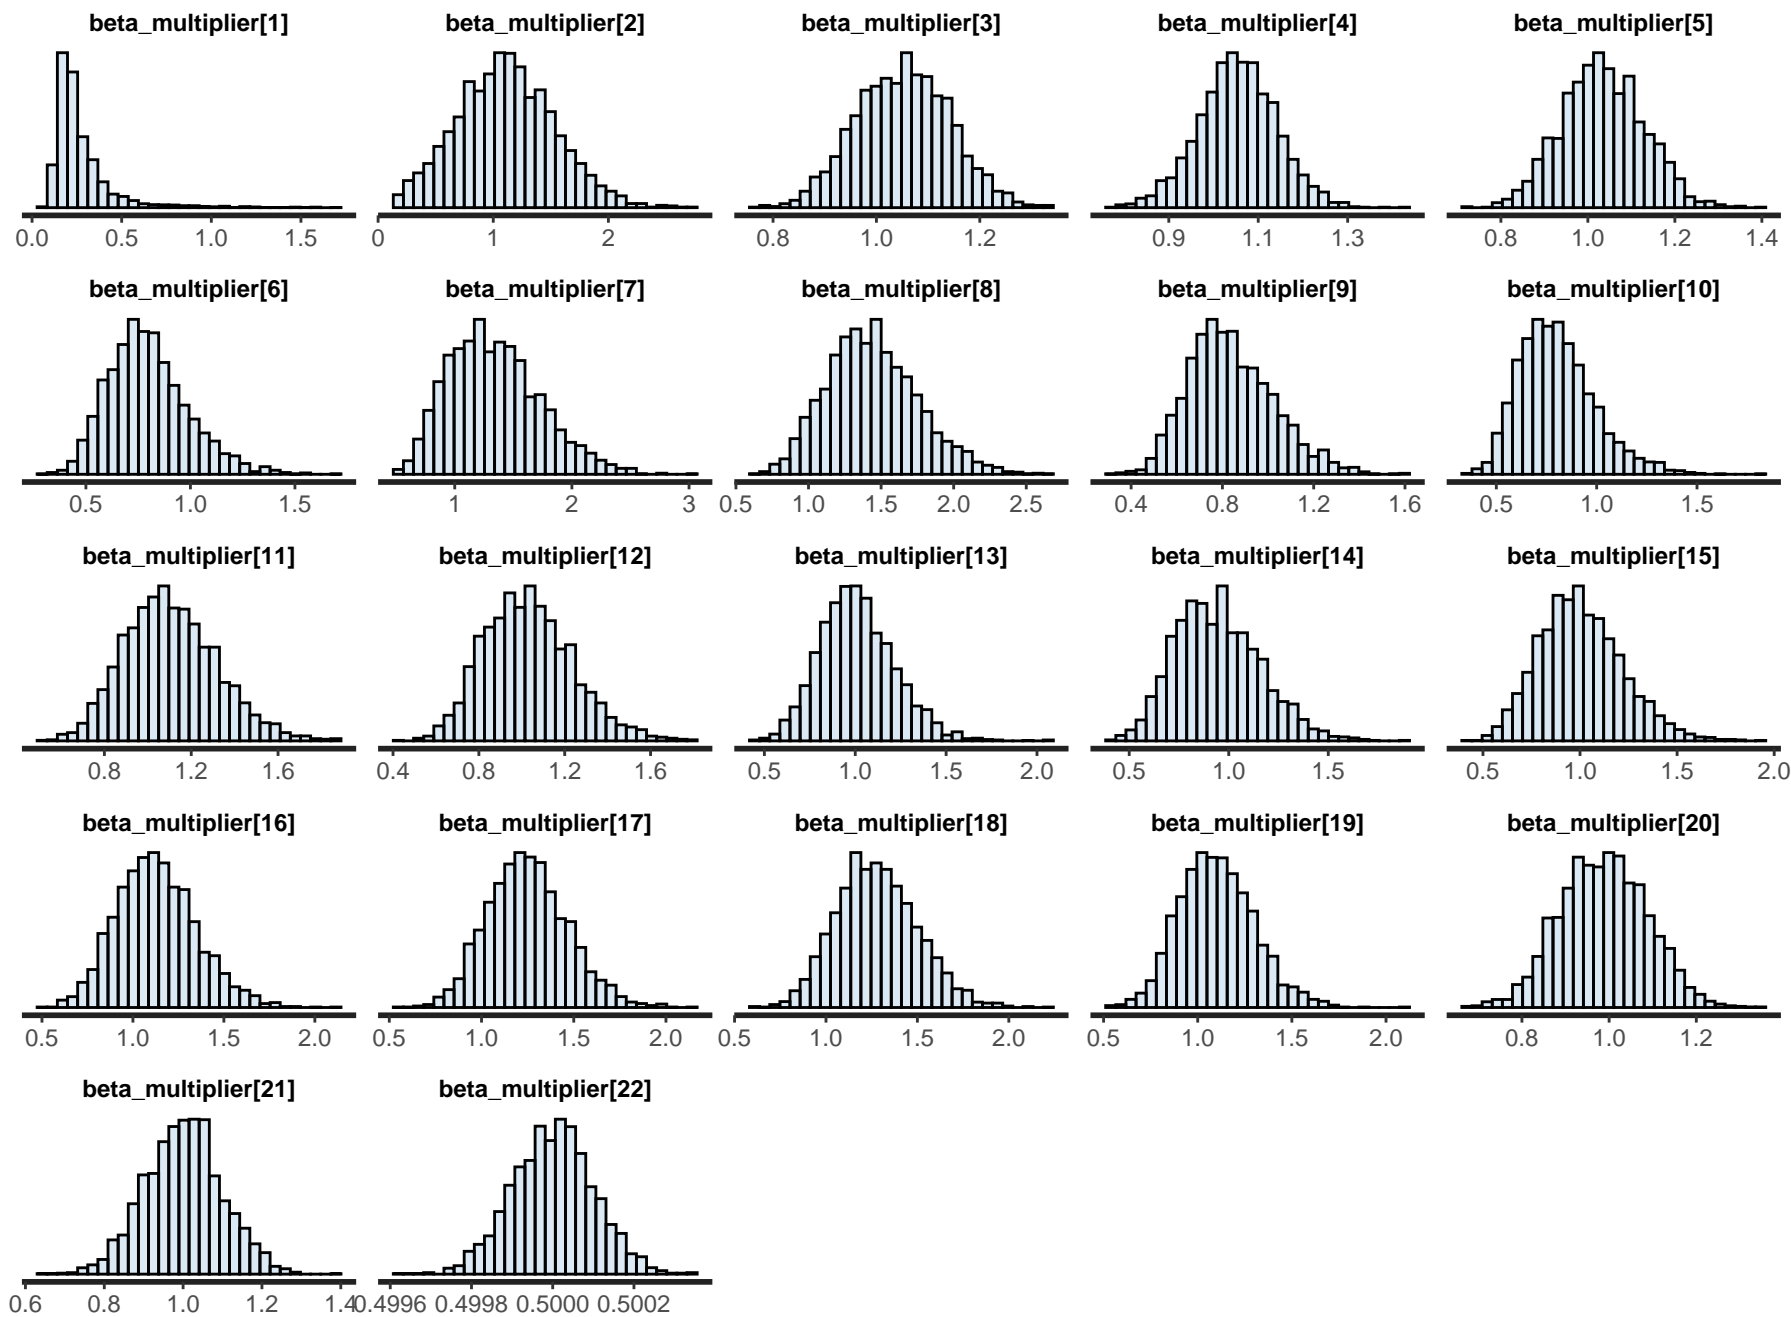 beta_multiplier[1] beta_multiplier[2] beta_multiplier[3] beta_multiplier[4] beta_multiplier[5]
0.0 0.5 1.0 1.5 0 1 2 0.8 1.0 1.2 0.9 1.1 1.3 0.8 1.0 1.2 1.4
beta_multiplier[6] beta_multiplier[7] beta_multiplier[8] beta_multiplier[9] beta_multiplier[10]
0.5 1.0 1.5 1 2 3 0.5 1.0 1.5 2.0 2.5 0.4 0.8 1.2 1.6 0.5 1.0 1.5
beta_multiplier[11] beta_multiplier[12] beta_multiplier[13] beta_multiplier[14] beta_multiplier[15]
0.8 1.2 1.6 0.4 0.8 1.2 1.6 0.5 1.0 1.5 2.0 0.5 1.0 1.5 0.5 1.0 1.5 2.0
beta_multiplier[16] beta_multiplier[17] beta_multiplier[18] beta_multiplier[19] beta_multiplier[20]
0.5 1.0 1.5 2.0 0.5 1.0 1.5 2.0 0.5 1.0 1.5 2.0 0.5 1.0 1.5 2.0 0.8 1.0 1.2
beta_multiplier[21] beta_multiplier[22]
0.6 0.8 1.0 1.2 1.4 0.4996 0.4998 0.5000 0.5002